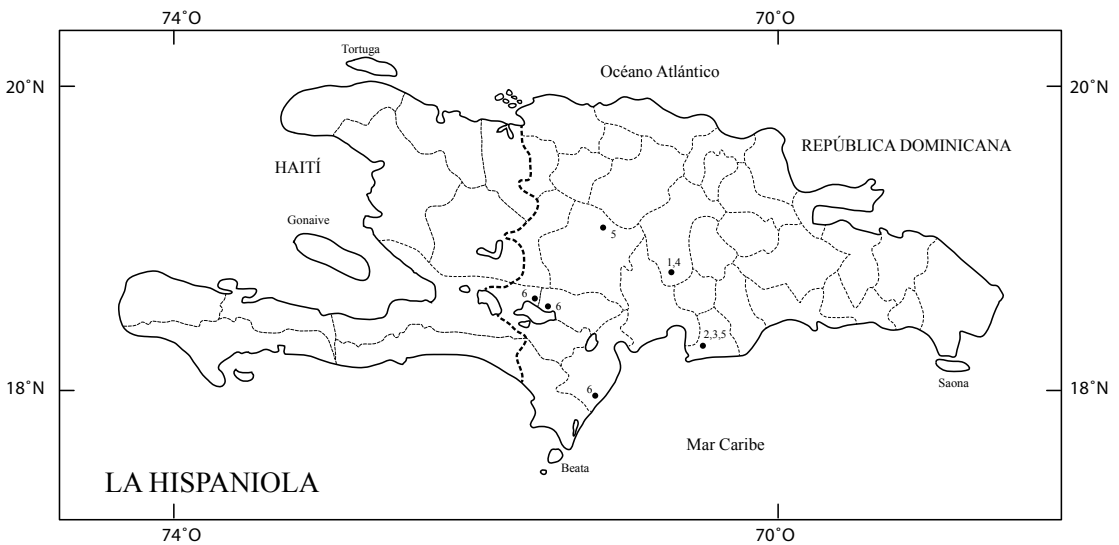 74˚O
70˚O
Tortuga
Océano Atlántico
20˚N
20˚N
REPÚBLICA DOMINICANA
HAITÍ
Gonaive
5
1,4
6
6
2,3,5
6
18˚N
18˚N
Saona
Mar Caribe
Beata
LA HISPANIOLA
74˚O
70˚O